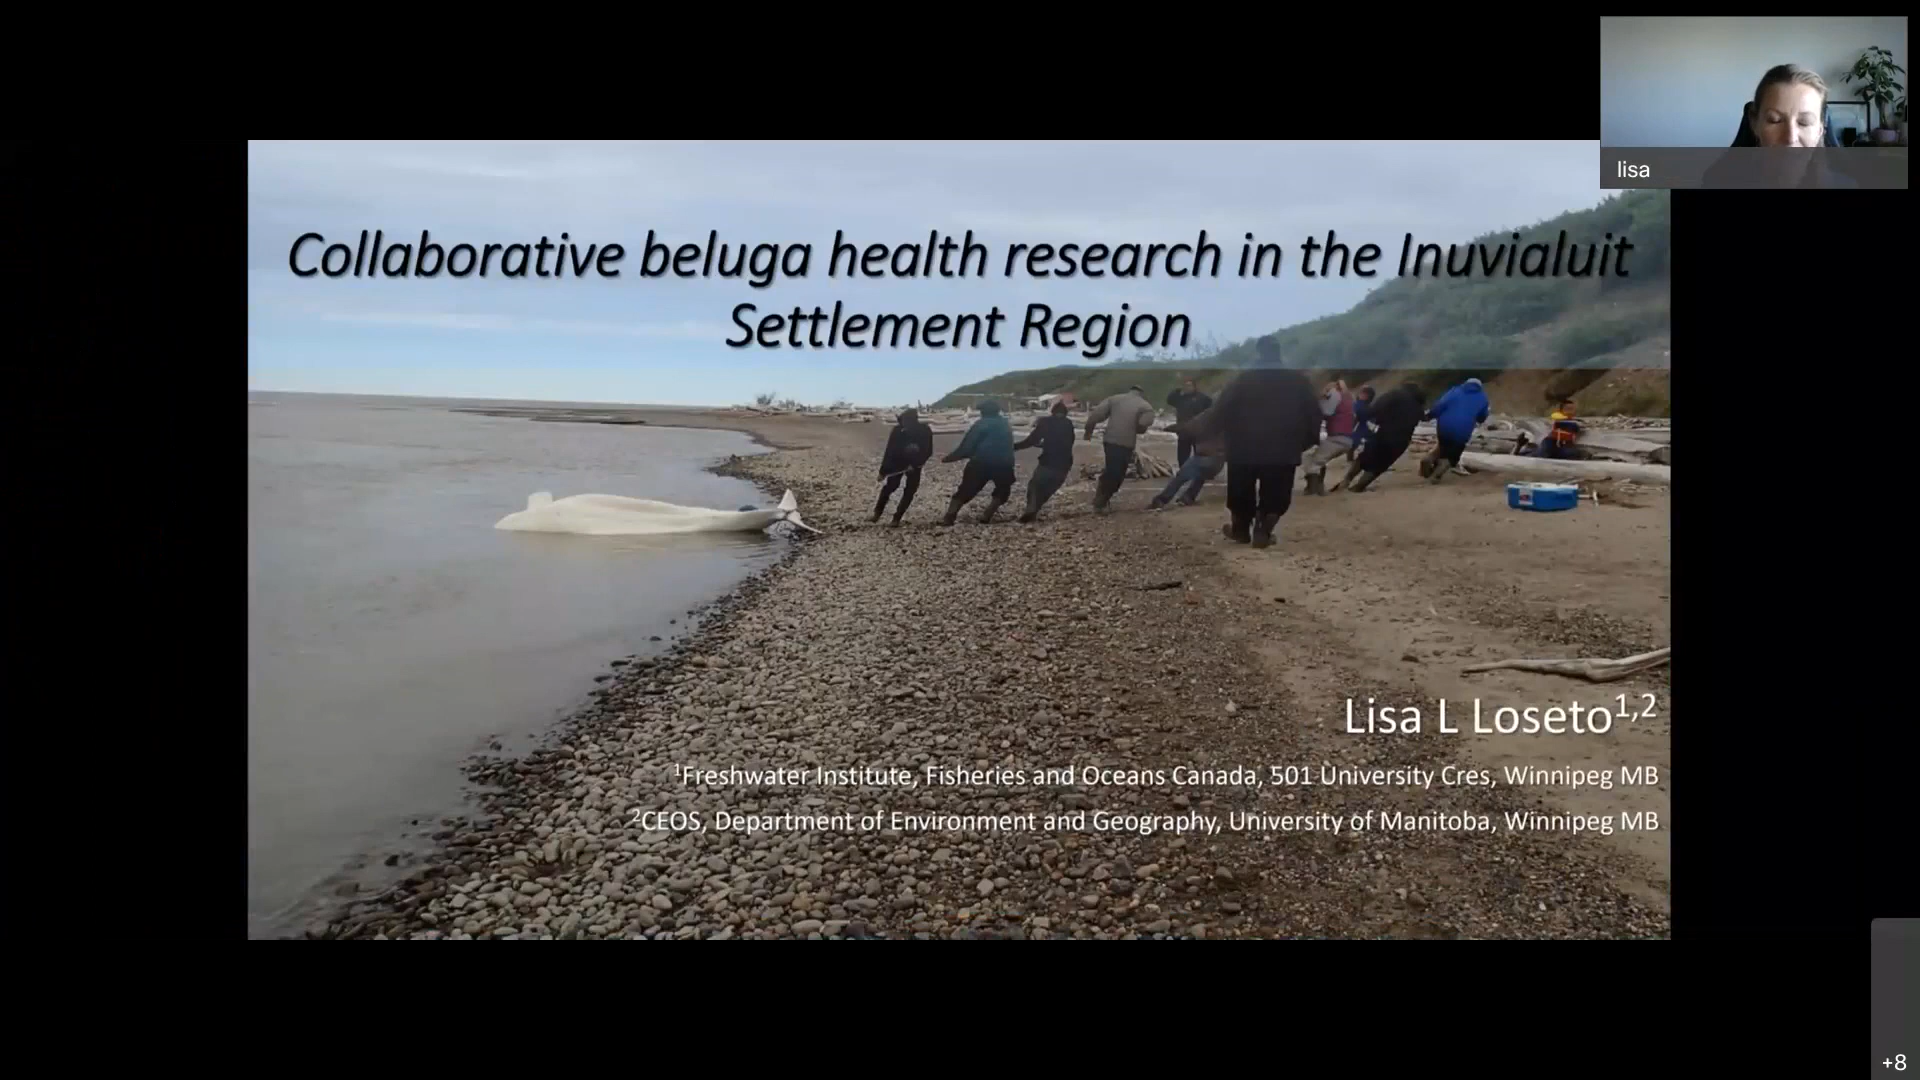 lisa
Collaborative beluga health research in the Inuvialuit
Settlement Region
Lisa L Loseto1,2
1Freshwater Institute, Fisheries and Oceans Canada, 501 University Cres, Winnipeg MB
2CEOS, Department of Environment and Geography, University of Manitoba, Winnipeg MB
+8